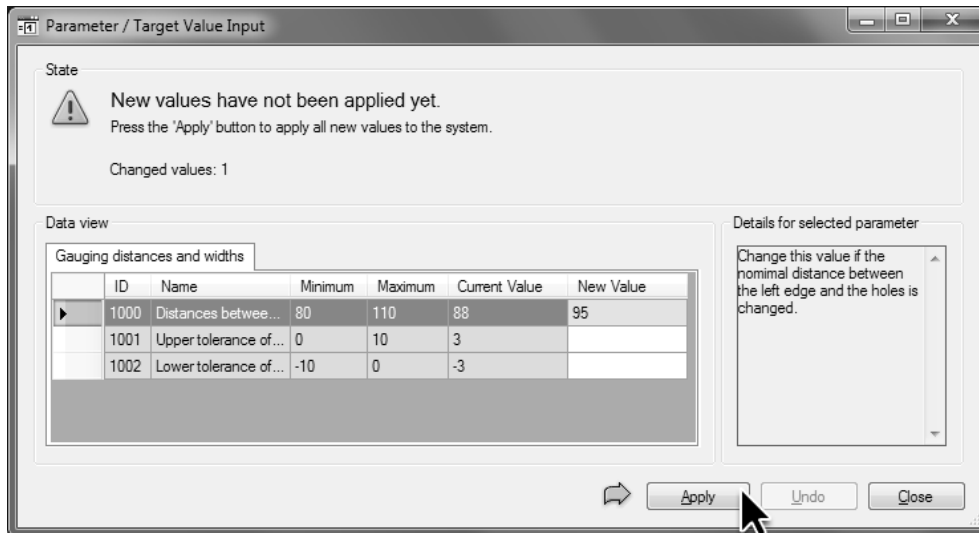 Parameter / Target Value Input
State
New values have not been applied yet.
Press the 'Apply' button to apply all new values to the system.
Changed values: 1
Data view
Gauging distances and widths
ID Name Minimum Maximum Current Value New Value
1000 Distances betwee... 80 110 88 95
1001 Upper tolerance of... 0 10 3
1002 Lower tolerance of... -10 0 -3
Details for selected parameter
Change this value if the
nomimal distance between
the left edge and the holes is
changed.
Apply Undo Close